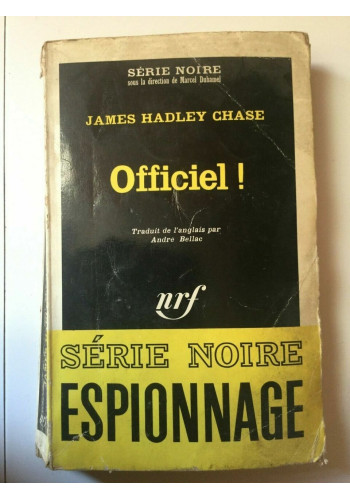 SÉRIE NOIRE
sous la direction de Marcel Duhamel
JAMES HADLEY CHASE
Officiel !
Traduit de l'anglais par
André Bellac
nrf
SÉRIE NOIRE
ESPIONNAGE